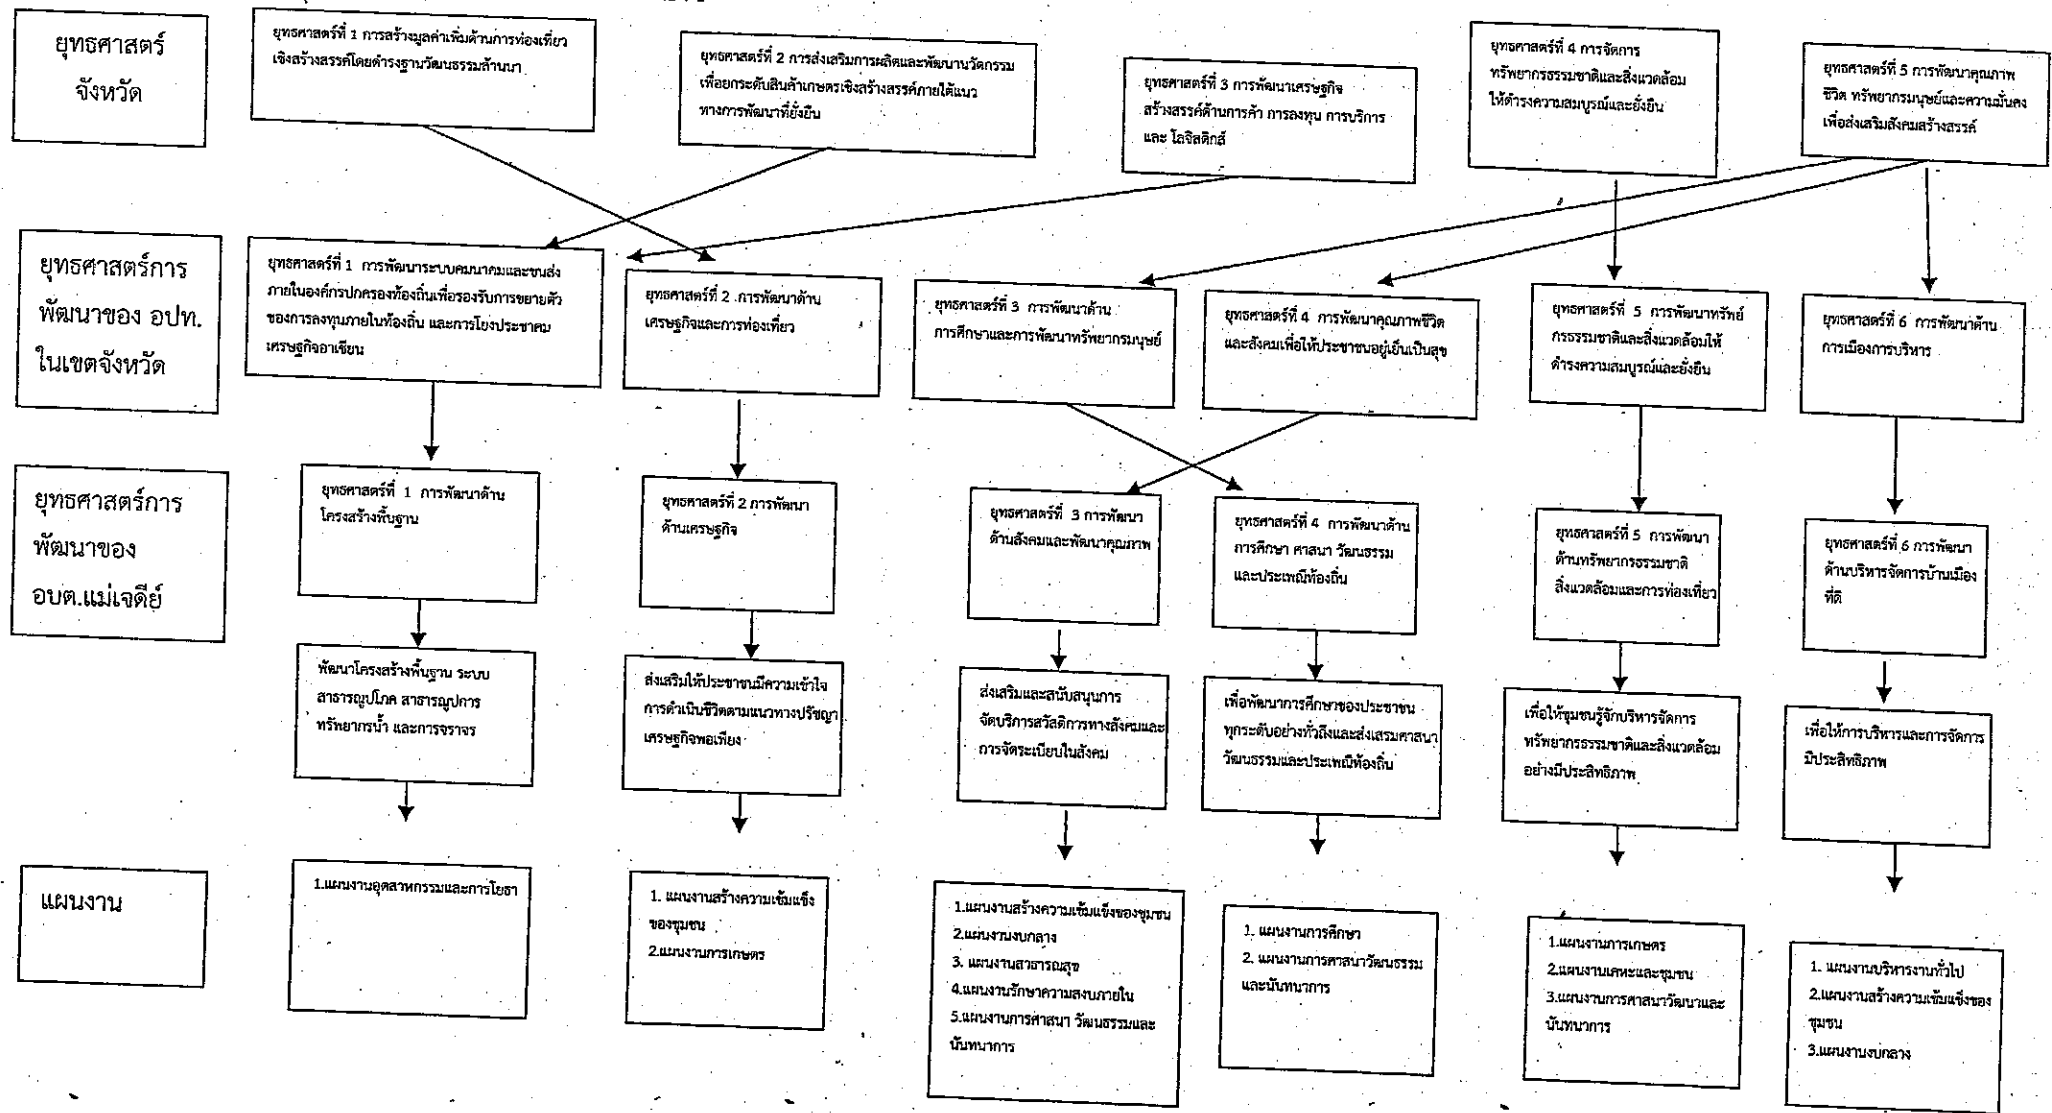 ยุทธศาสตร์
จังหวัด
ยุทธศาสตร์ที่ 1 การสร้างมูลค่าเพิ่มด้านการท่องเที่ยว
เชิงสร้างสรรค์โดยดำรงฐานวัฒนธรรมล้านนา
ยุทธศาสตร์ที่ 2 การส่งเสริมการผลิตและพัฒนานวัตกรรม
เพื่อยกระดับสินค้าเกษตรเชิงสร้างสรรค์ภายใต้แนว
ทางการพัฒนาที่ยั่งยืน
ยุทธศาสตร์ที่ 3 การพัฒนาเศรษฐกิจ
สร้างสรรค์ด้านการค้า การลงทุน การบริการ
และ โลจิสติกส์
ยุทธศาสตร์ที่ 4 การจัดการ
ทรัพยากรธรรมชาติและสิ่งแวดล้อม
ให้ดำรงความสมบูรณ์และยั่งยืน
ยุทธศาสตร์ที่ 5 การพัฒนาคุณภาพ
ชีวิต ทรัพยากรมนุษย์และความมั่นคง
เพื่อส่งเสริมสังคมสร้างสรรค์
ยุทธศาสตร์การ
พัฒนาของ อปท.
ในเขตจังหวัด
ยุทธศาสตร์ที่ 1 การพัฒนาระบบคมนาคมและขนส่ง
ภายในองค์กรปกครองท้องถิ่นเพื่อรองรับการขยายตัว
ของการลงทุนภายในท้องถิ่น และการโยงประชาคม
เศรษฐกิจอาเซียน
ยุทธศาสตร์ที่ 2 .การพัฒนาด้าน
เศรษฐกิจและการท่องเที่ยว
ยุทธศาสตร์ที่ 3 การพัฒนาด้าน
การศึกษาและการพัฒนาทรัพยากรมนุษย์
ยุทธศาสตร์ที่ 4 การพัฒนาคุณภาพชีวิต
และสังคมเพื่อให้ประชาชนอยู่เย็นเป็นสุข
ยุทธศาสตร์ที่ 5 การพัฒนาทรัพย์
กรธรรมชาติและสิ่งแวดล้อมให้
ดำรงความสมบูรณ์และยั่งยืน
ยุทธศาสตร์ที่ 6 การพัฒนาด้าน
การเมืองการบริหาร
ยุทธศาสตร์การ
พัฒนาของ
อบต.แม่เจดีย์
ยุทธศาสตร์ที่ 1 การพัฒนาด้าน
โครงสร้างพื้นฐาน
ยุทธศาสตร์ที่ 2 การพัฒนา
ด้านเศรษฐกิจ
ยุทธศาสตร์ที่ 3 การพัฒนา
ด้านสังคมและพัฒนาคุณภาพ
ยุทธศาสตร์ที่ 4 การพัฒนาด้าน
การศึกษา ศาสนา วัฒนธรรม
และประเพณีท้องถิ่น
ยุทธศาสตร์ที่ 5 การพัฒนา
ด้านทรัพยากรธรรมชาติ
สิ่งแวดล้อมและการท่องเที่ยว
ยุทธศาสตร์ที่ 6 การพัฒนา
ด้านบริหารจัดการบ้านเมือง
ที่ดี
พัฒนาโครงสร้างพื้นฐาน ระบบ
สาธารณูปโภค สาธารณูปการ
ทรัพยากรน้ำ และการจราจร
ส่งเสริมให้ประชาชนมีความเข้าใจ
การดำเนินชีวิตตามแนวทางปรัชญา
เศรษฐกิจพอเพียง
ส่งเสริมและสนับสนุนการ
จัดบริการสวัสดิการทางสังคมและ
การจัดระเบียบในสังคม
เพื่อพัฒนาการศึกษาของประชาชน
ทุกระดับอย่างทั่วถึงและส่งเสรมศาสนา
วัฒนธรรมและประเพณีท้องถิ่น
เพื่อให้ชุมชนรู้จักบริหารจัดการ
ทรัพยากรธรรมชาติและสิ่งแวดล้อม
อย่างมีประสิทธิภาพ
เพื่อให้การบริหารและการจัดการ
มีประสิทธิภาพ
แผนงาน
1.แผนงานอุตสาหกรรมและการโยธา
1. แผนงานสร้างความเข้มแข็ง
ของชุมชน
2.แผนงานการเกษตร
1.แผนงานสร้างความเข้มแข็งของชุมชน
2.แผนงานงบกลาง
3. แผนงานสาธารณสุข
4.แผนงานรักษาความสงบภายใน
5.แผนงานการศาสนา วัฒนธรรมและ
นันทนาการ
1. แผนงานการศึกษา
2. แผนงานการศาสนาวัฒนธรรม
และนันทนาการ
1.แผนงานการเกษตร
2.แผนงานเคหะและชุมชน
3.แผนงานการศาสนาวัฒนาและ
นันทนาการ
1. แผนงานบริหารงานทั่วไป
2.แผนงานสร้างความเข้มแข็งของ
ชุมชน
3.แผนงานงบกลาง